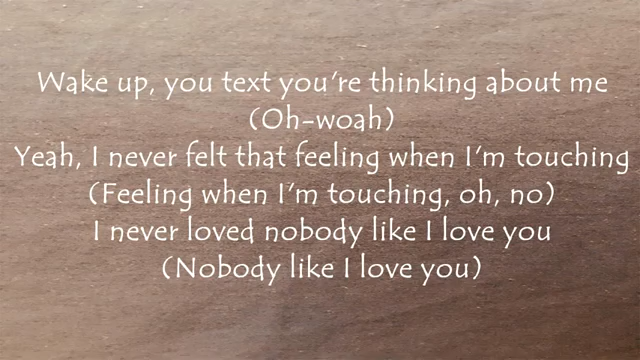 Wake up, you text you're thinking about me
(Oh-woah)
Yeah, I never felt that feeling when I'm touching
(Feeling when I'm touching, oh, no)
I never loved nobody like I love you
(Nobody like I love you)